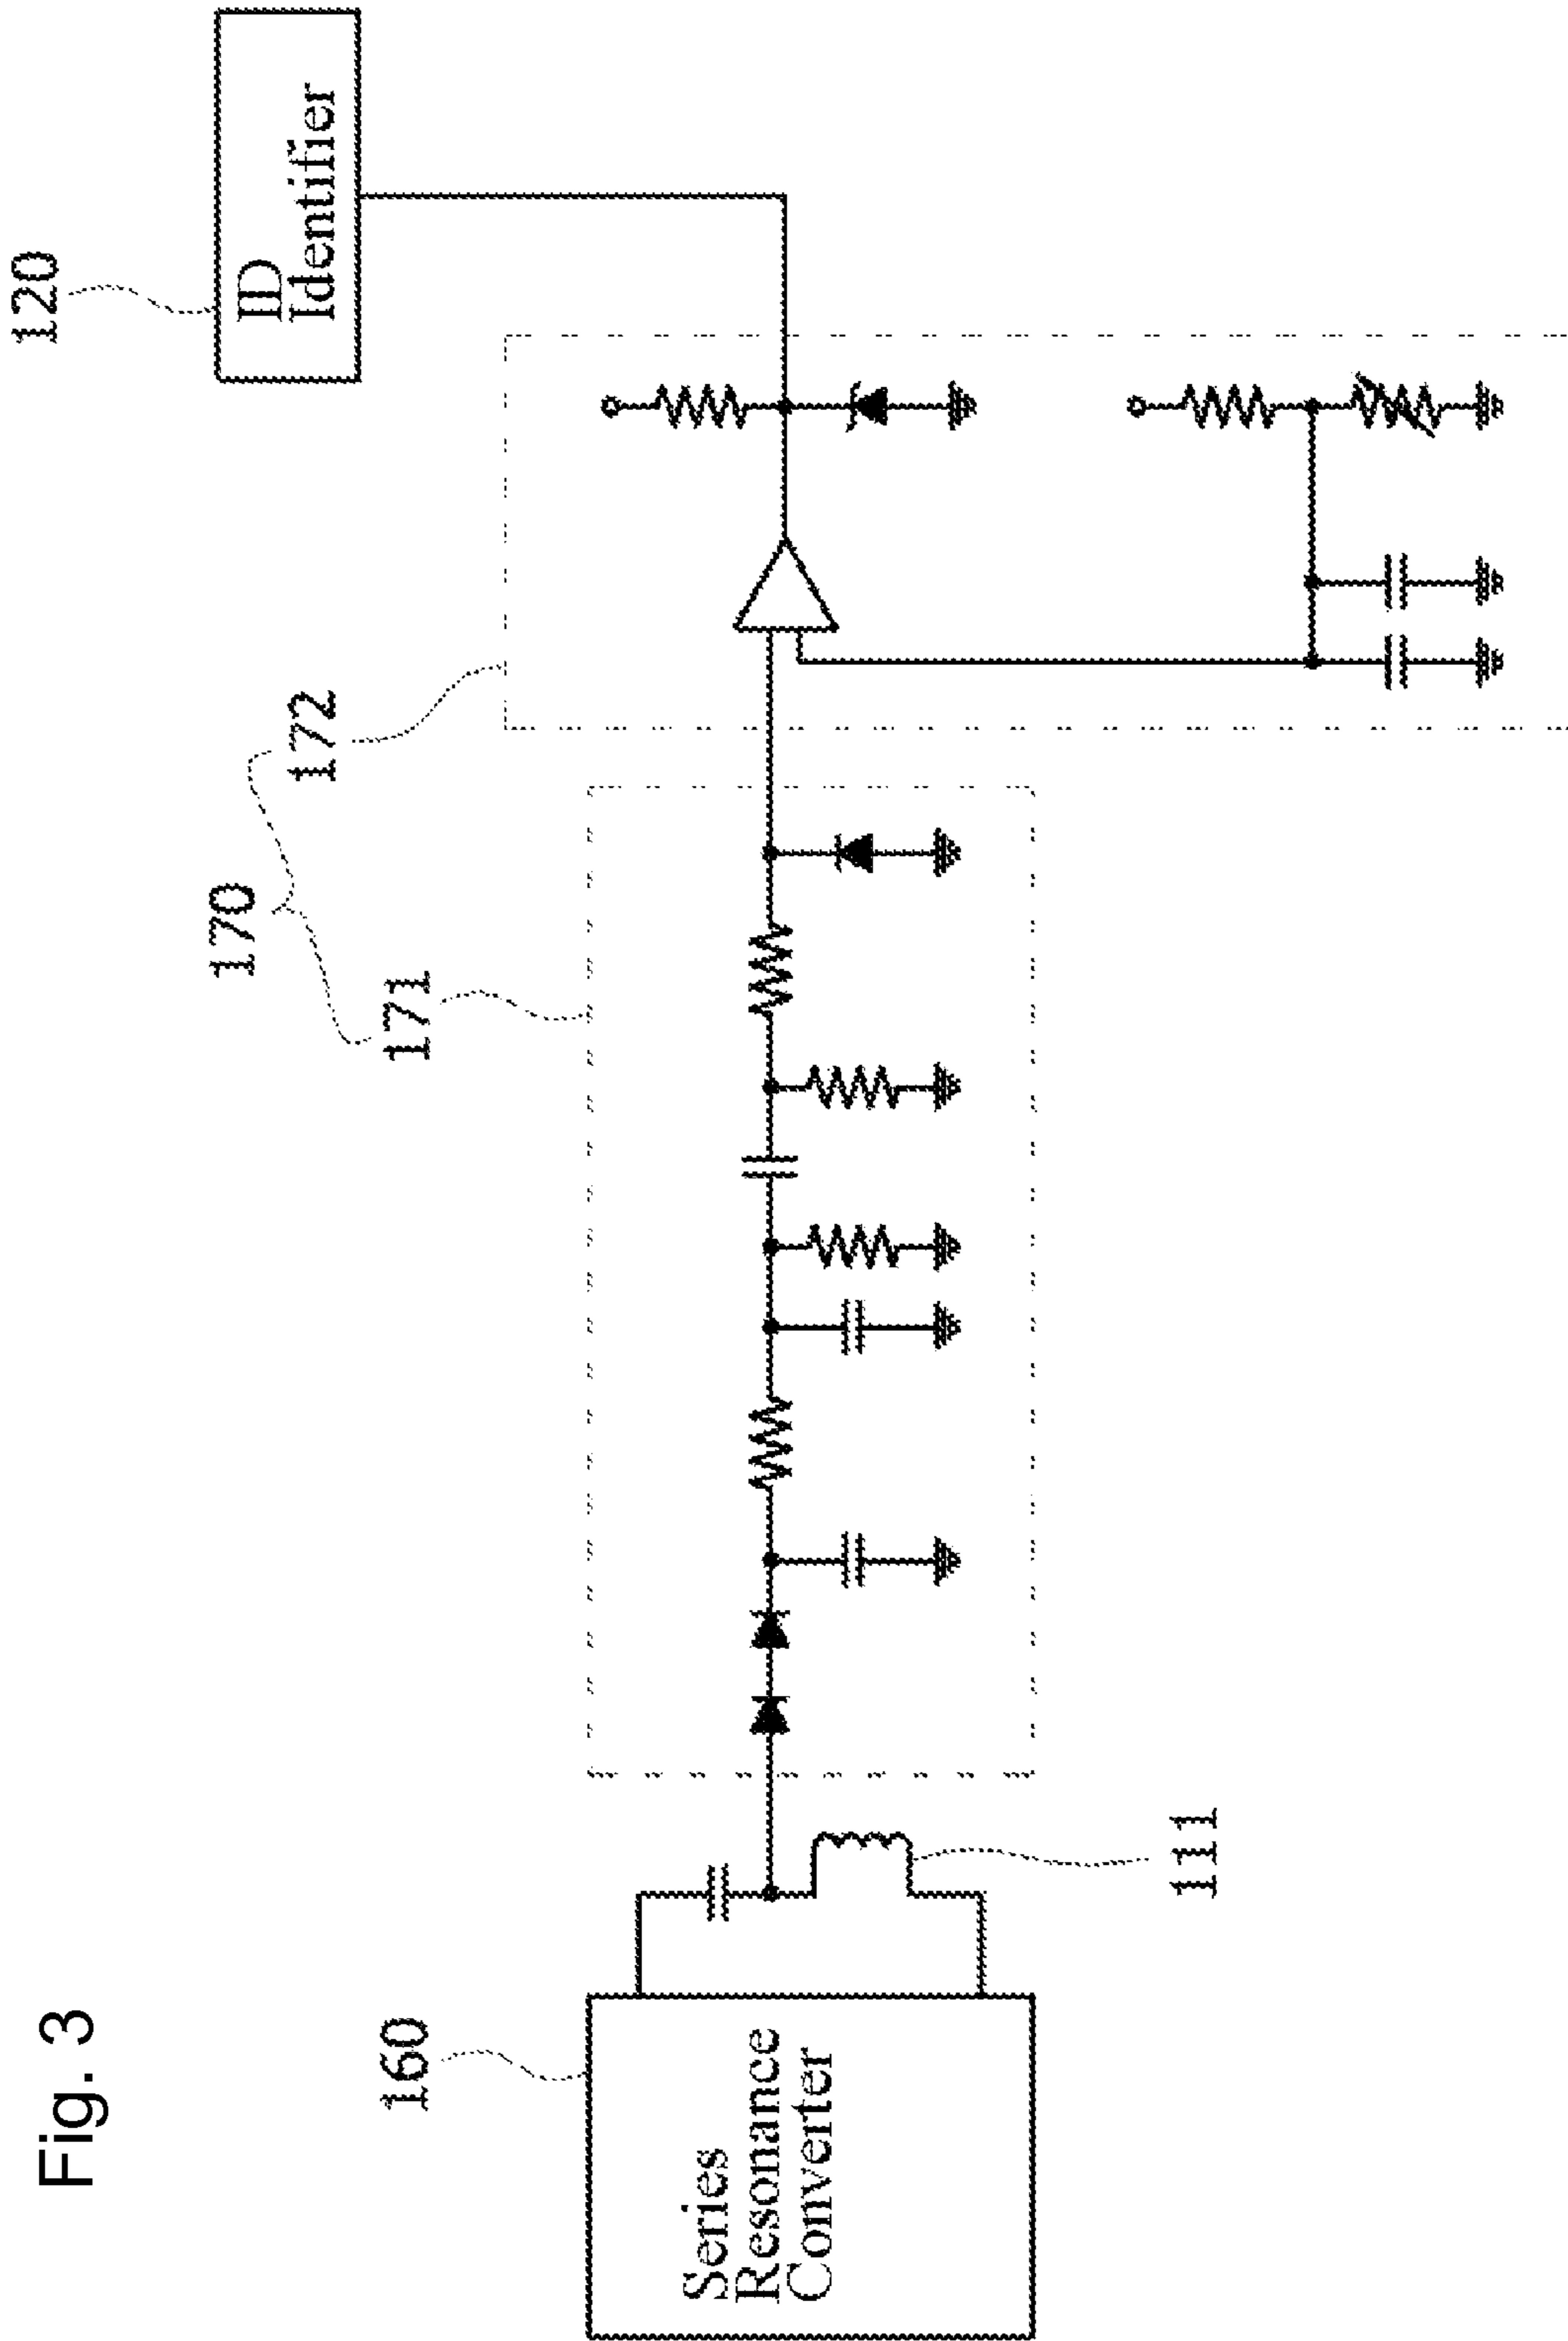 Fig. 3
160
Series
Resonance
Converter
111
170
171
172
120
ID
Identifier